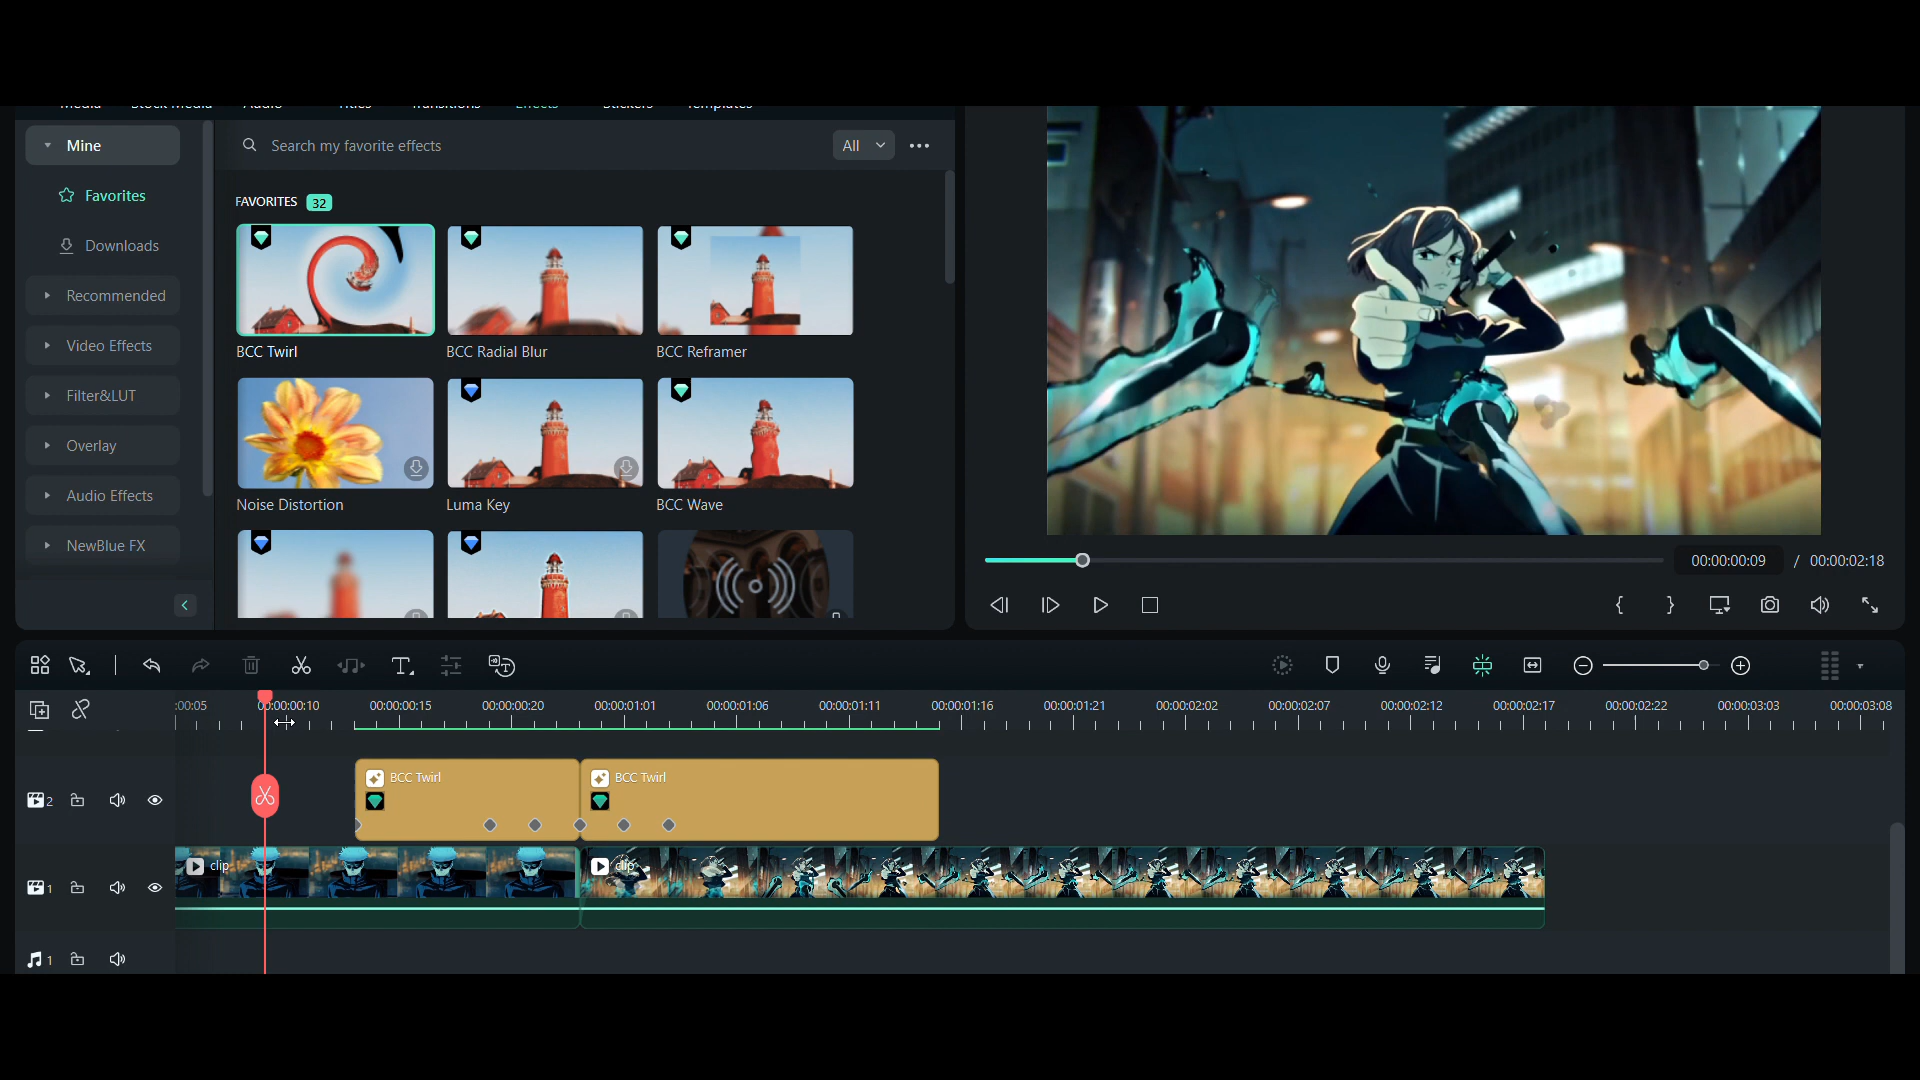 Media Stock Media Audio Titles Transitions Effects Stickers Templates
Mine
Search my favorite effects
All
Favorites
FAVORITES 32
Downloads
Recommended
Video Effects
BCC Twirl
BCC Radial Blur
BCC Reframer
Filter&LUT
Overlay
Audio Effects
Noise Distortion
Luma Key
BCC Wave
NewBlue FX
00:00:00:09 / 00:00:02:18
:00:05 00:00:00:10 00:00:00:15 00:00:00:20 00:00:01:01 00:00:01:06 00:00:01:11 00:00:01:16 00:00:01:21 00:00:02:02 00:00:02:07 00:00:02:12 00:00:02:17 00:00:02:22 00:00:03:03 00:00:03:08
BCC Twirl
BCC Twirl
2
clip
clip
1
1